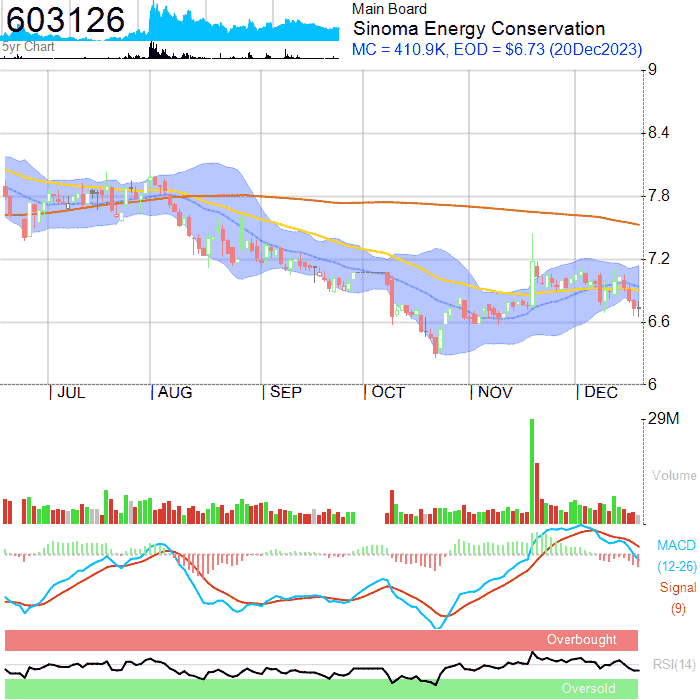 603126
5yr Chart
Main Board
Sinoma Energy Conservation
MC = 410.9K, EOD = $6.73 (20Dec2023)
9
8.4
7.8
7.2
6.6
6
JUL AUG SEP OCT NOV DEC
29M
Volume
MACD
(12-26)
Signal
(9)
Overbought
RSI(14)
Oversold